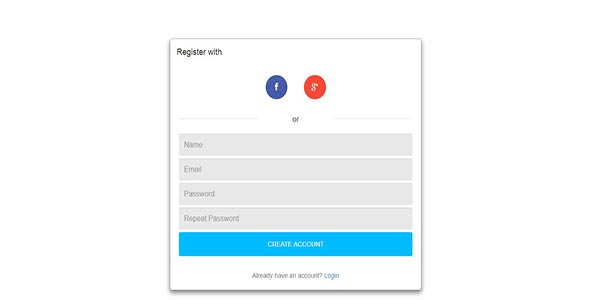 Register with
f g+
or
Name
Email
Password
Repeat Password
CREATE ACCOUNT
Already have an account? Login